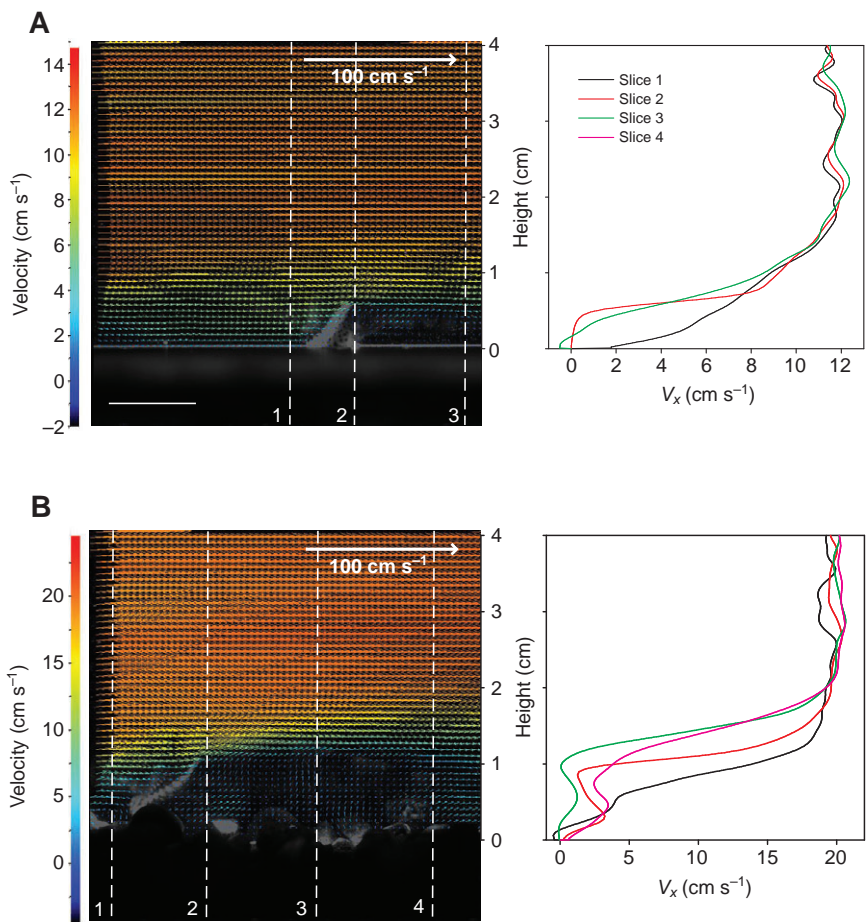 A
100 cm s⁻¹
Velocity (cm s⁻¹)
14
12
10
8
6
4
2
0
–2
1
2
3
4
3
2
1
0
Height (cm)
Slice 1
Slice 2
Slice 3
Slice 4
0 2 4 6 8 10 12
Vx (cm s⁻¹)
B
100 cm s⁻¹
Velocity (cm s⁻¹)
20
15
10
5
0
1
2
3
4
4
3
2
1
0
Height (cm)
0 5 10 15 20
Vx (cm s⁻¹)